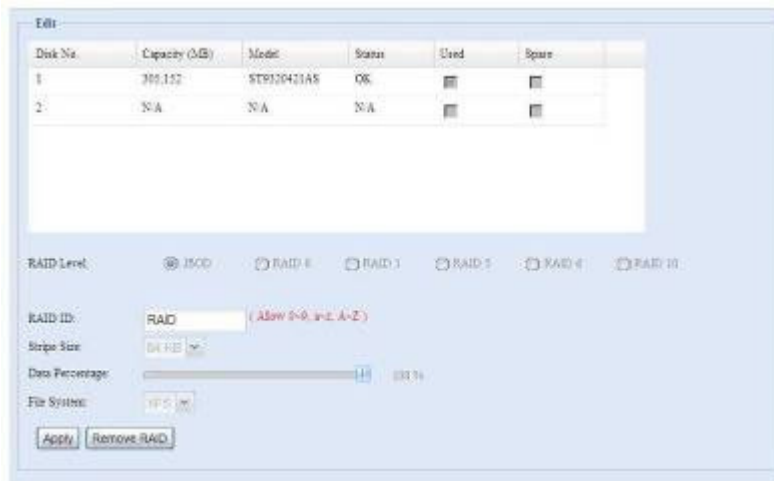 Edit
Disk No. Capacity (MB) Model Status Used Spare
1 305,152 ST9320421AS OK
2 N/A N/A N/A
RAID Level: JBOD RAID 0 RAID 1 RAID 5 RAID 6 RAID 10
RAID ID: RAID ( Allow 0~9, a~z, A~Z )
Stripe Size 64 KB
Data Percentage: 100 %
File System:
Apply Remove RAID